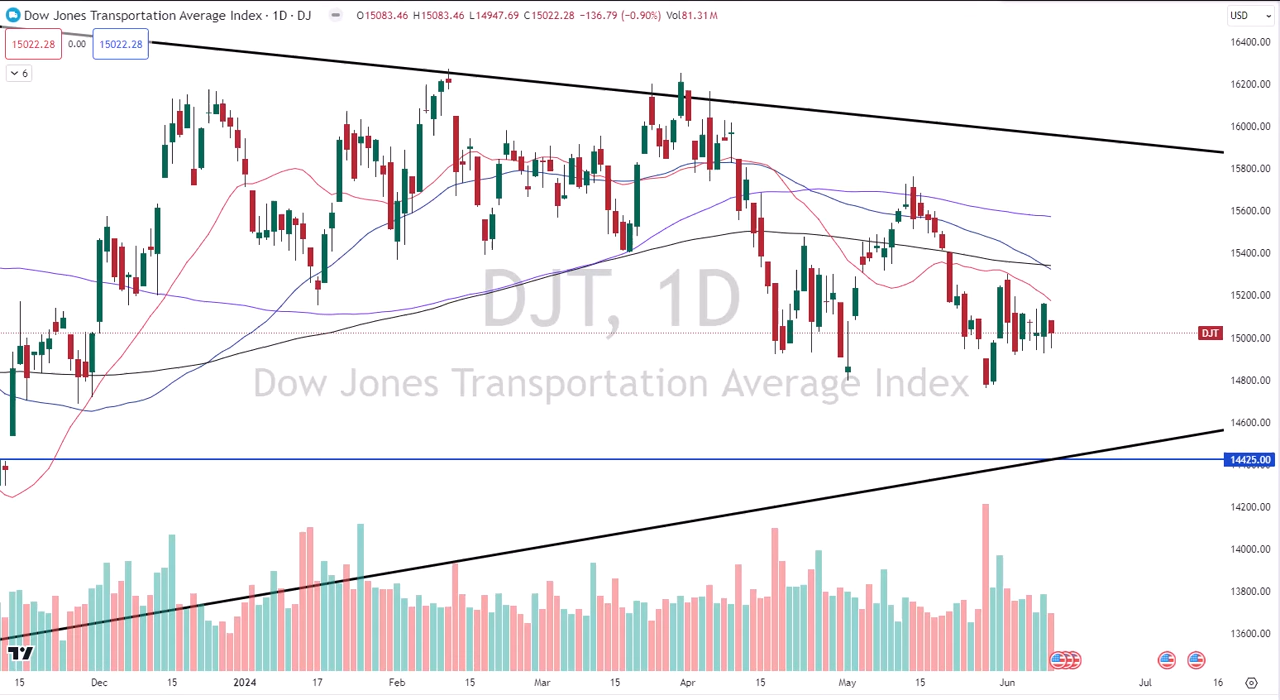 Dow Jones Transportation Average Index · 1D · DJ O15083.46 H15083.46 L14947.69 C15022.28 −136.79 (−0.90%) Vol81.31M
USD
15022.28 0.00 15022.28
6
16400.00
16200.00
16000.00
15800.00
15600.00
15400.00
15200.00
15000.00
14800.00
14600.00
14425.00
14200.00
14000.00
13800.00
13600.00
DJT
DJT, 1D
Dow Jones Transportation Average Index
15 Dec 15 2024 17 Feb 15 Mar 15 Apr 15 May 15 Jun Jul 16